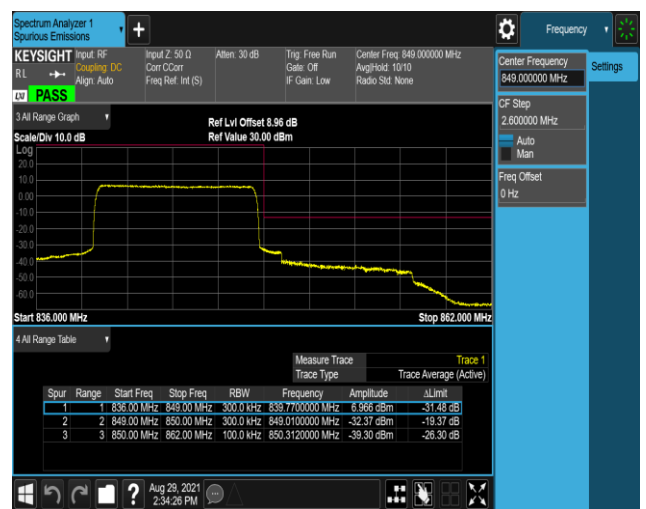 Spectrum Analyzer 1
Spurious Emissions
+
Frequency
KEYSIGHT Input: RF Input Z: 50 Ω Atten: 30 dB Trig: Free Run Center Freq: 849.000000 MHz
RL Coupling: DC Corr CCorr Gate: Off Avg|Hold: 10/10
Align: Auto Freq Ref: Int (S) IF Gain: Low Radio Std: None
LXI PASS
Center Frequency
849.000000 MHz
Settings
CF Step
2.600000 MHz
Auto
Man
Freq Offset
0 Hz
3 All Range Graph
Ref Lvl Offset 8.96 dB
Scale/Div 10.0 dB Ref Value 30.00 dBm
Log
20.0
10.0
0.00
-10.0
-20.0
-30.0
-40.0
-50.0
-60.0
Start 836.000 MHz Stop 862.000 MHz
4 All Range Table
Measure Trace Trace 1
Trace Type Trace Average (Active)
Spur Range Start Freq Stop Freq RBW Frequency Amplitude ΔLimit
1 1 836.00 MHz 849.00 MHz 300.0 kHz 839.7700000 MHz 6.966 dBm -31.48 dB
2 2 849.00 MHz 850.00 MHz 300.0 kHz 849.0100000 MHz -32.37 dBm -19.37 dB
3 3 850.00 MHz 862.00 MHz 100.0 kHz 850.3120000 MHz -39.30 dBm -26.30 dB
? Aug 29, 2021
2:34:26 PM